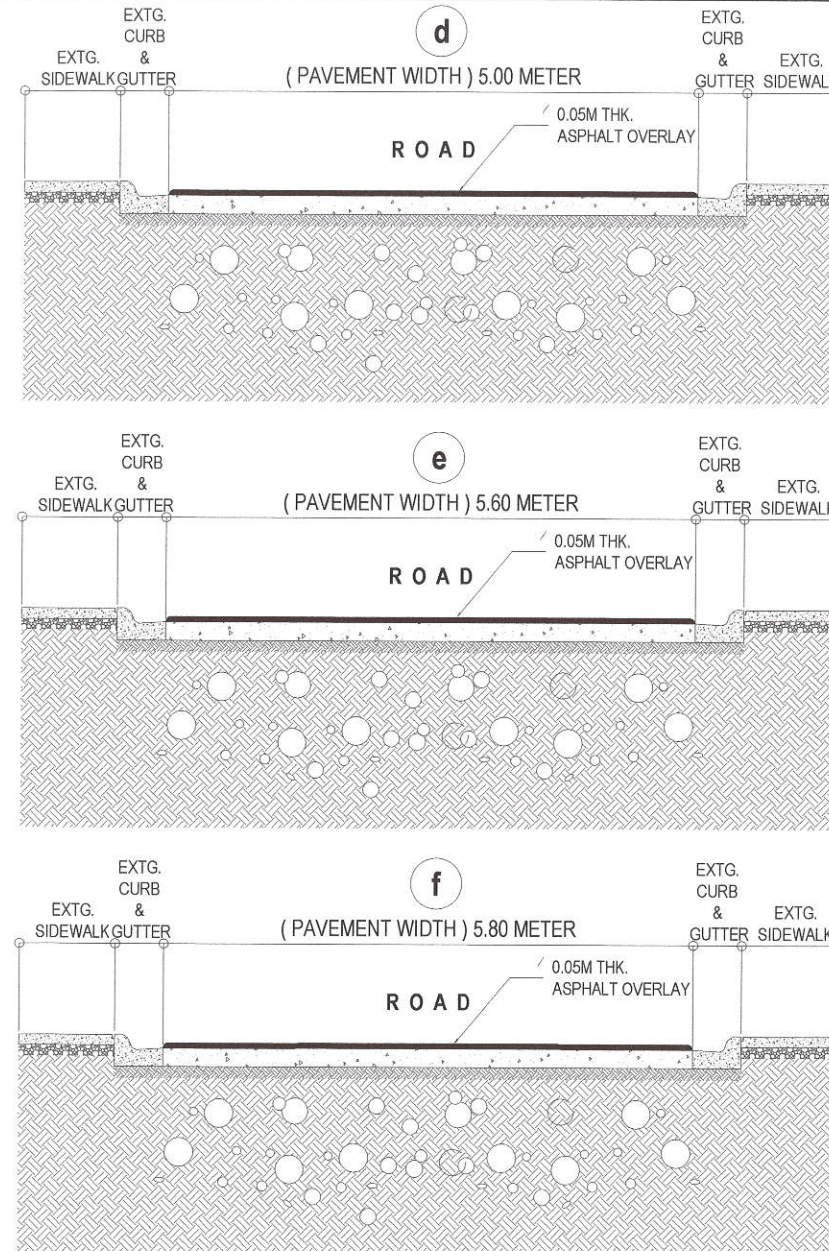 d
EXTG.
CURB
&
GUTTER
EXTG.
SIDEWALK
( PAVEMENT WIDTH ) 5.00 METER
EXTG.
CURB
&
GUTTER
EXTG.
0.05M THK.
ASPHALT OVERLAY
ROAD
e
EXTG.
CURB
&
GUTTER
EXTG.
SIDEWALK
( PAVEMENT WIDTH ) 5.60 METER
EXTG.
CURB
&
GUTTER
EXTG.
0.05M THK.
ASPHALT OVERLAY
ROAD
f
EXTG.
CURB
&
GUTTER
EXTG.
SIDEWALK
( PAVEMENT WIDTH ) 5.80 METER
EXTG.
CURB
&
GUTTER
EXTG.
0.05M THK.
ASPHALT OVERLAY
ROAD